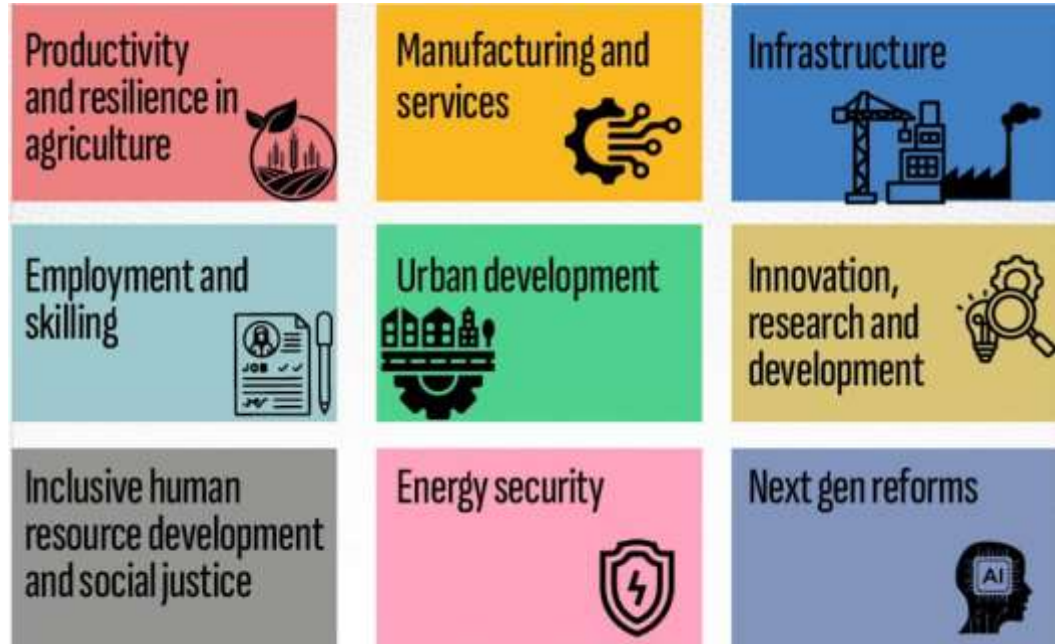 Productivity
and resilience in
agriculture
Manufacturing and
services
Infrastructure
Employment and
skilling
JOB
Urban development
Innovation,
research and
development
Inclusive human
resource development
and social justice
Energy security
Next gen reforms
AI